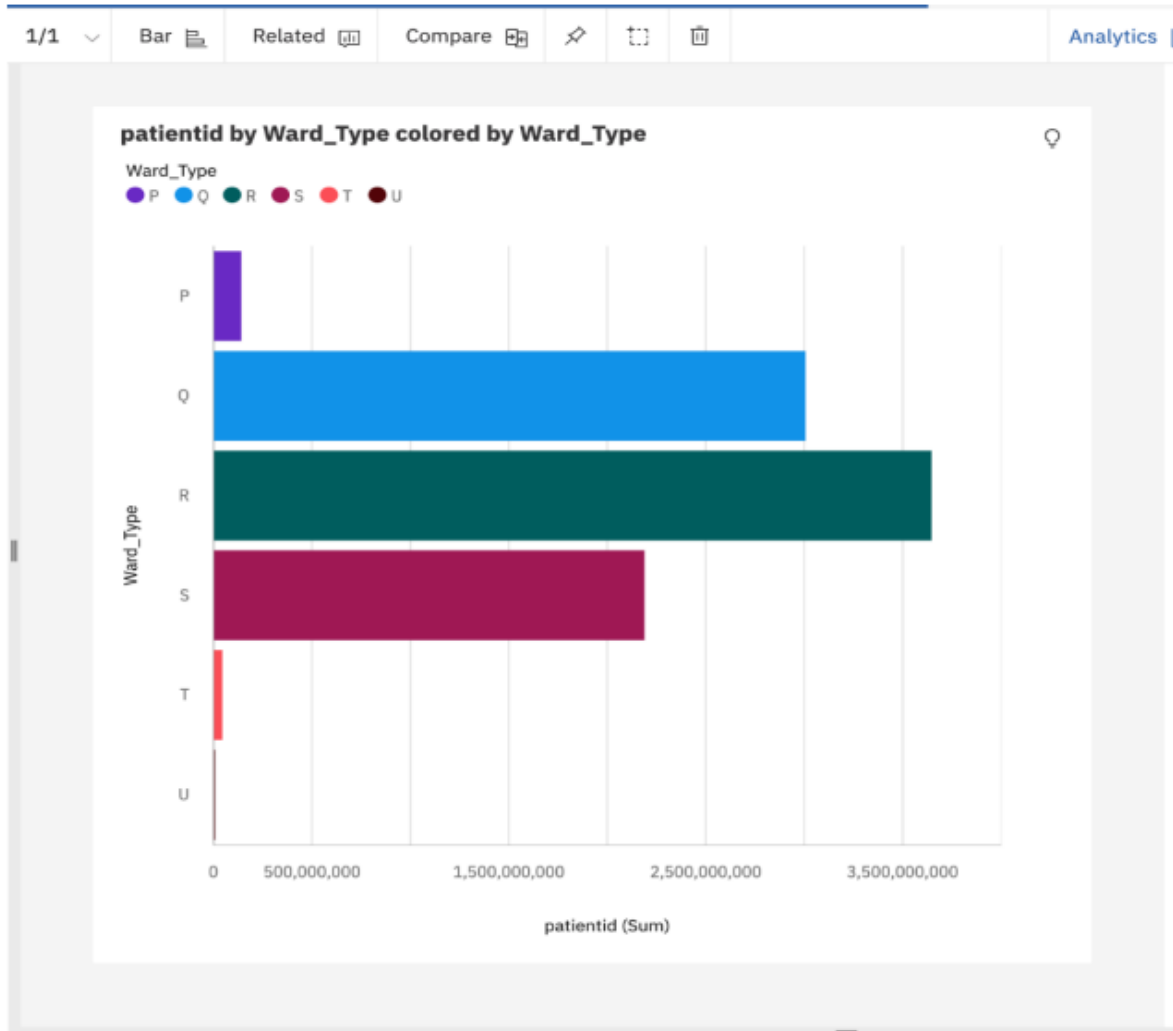 1/1 Bar Related Compare Analytics
patientid by Ward_Type colored by Ward_Type
Ward_Type
P Q R S T U
P
Q
R
S
T
U
Ward_Type
0 500,000,000 1,500,000,000 2,500,000,000 3,500,000,000
patientid (Sum)